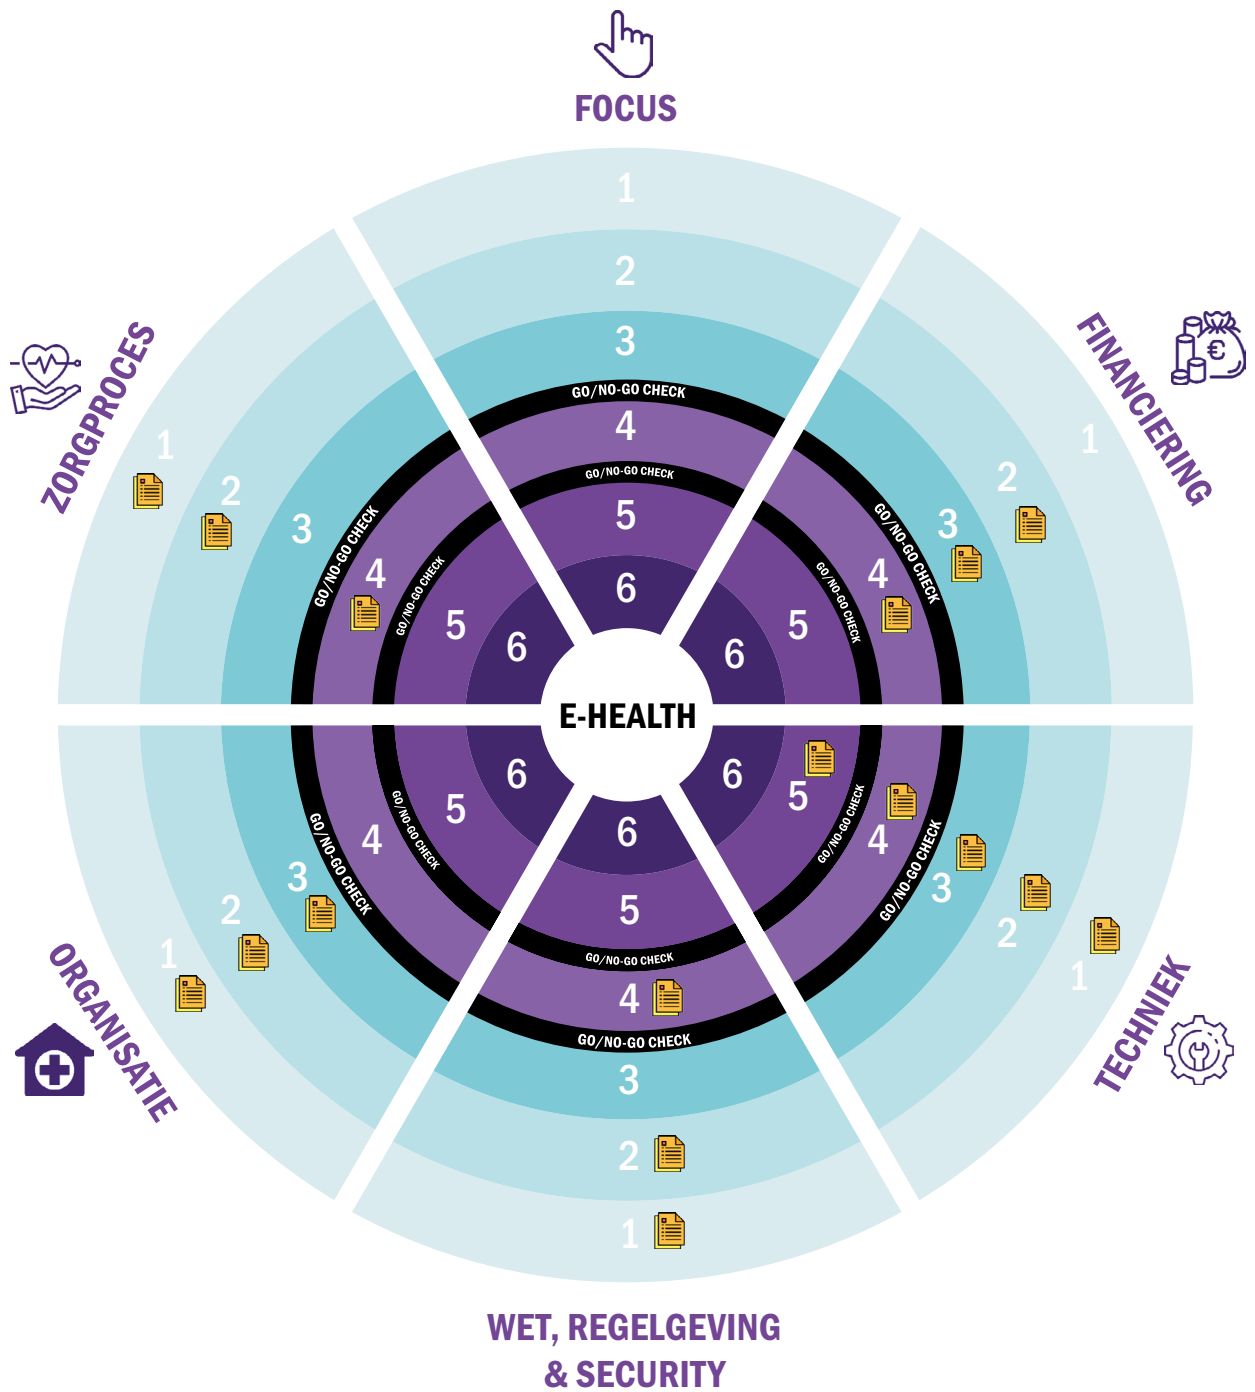 FOCUS
1
2
3
GO/NO-GO CHECK
4
GO/NO-GO CHECK
5
6
FINANCIERING
1
2
3
GO/NO-GO CHECK
4
GO/NO-GO CHECK
5
6
TECHNIEK
1
2
3
GO/NO-GO CHECK
4
GO/NO-GO CHECK
5
6
WET, REGELGEVING
& SECURITY
1
2
3
GO/NO-GO CHECK
4
GO/NO-GO CHECK
5
6
ORGANISATIE
1
2
3
GO/NO-GO CHECK
4
GO/NO-GO CHECK
5
6
ZORGPROCES
1
2
3
GO/NO-GO CHECK
4
GO/NO-GO CHECK
5
6
E-HEALTH
€